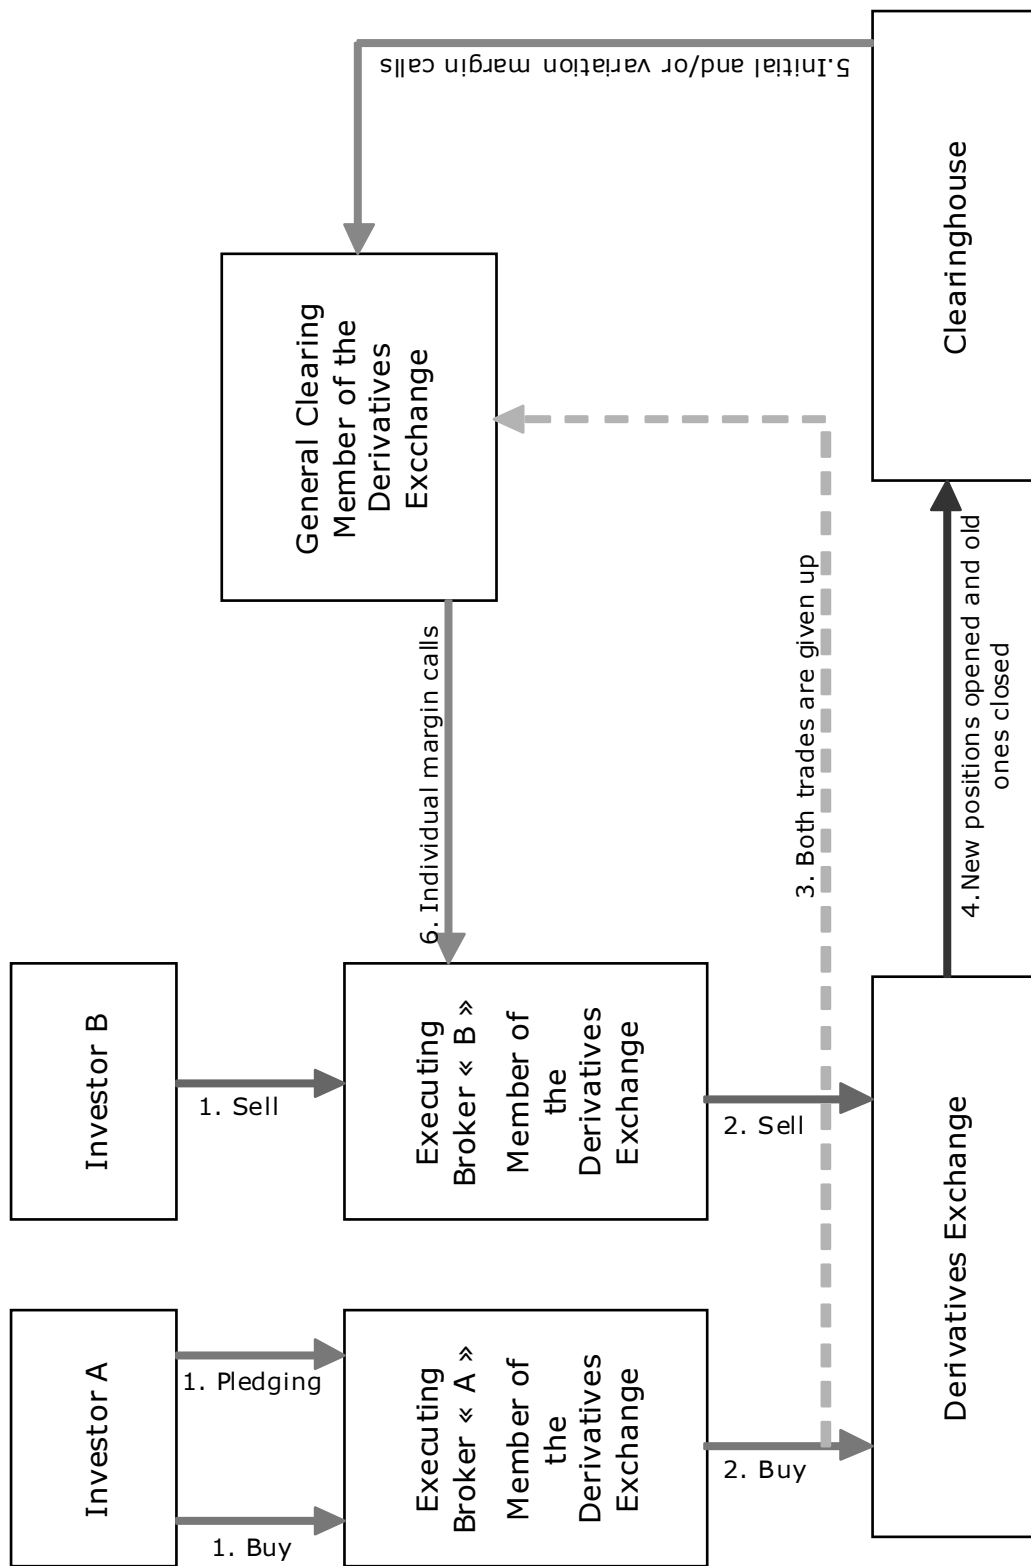 Investor A
Investor B
1. Buy
1. Pledging
1. Sell
Executing
Broker « A »
Member of
the
Derivatives
Exchange
Executing
Broker « B »
Member of
the
Derivatives
Exchange
6. Individual margin calls
General Clearing
Member of the
Derivatives
Excchange
2. Buy
2. Sell
3. Both trades are given up
5.Initial and/or variation margin calls
Derivatives Exchange
4.New positions opened and old
ones closed
Clearinghouse